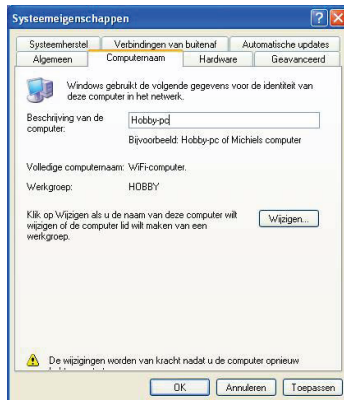 Systeemeigenschappen
Systeemherstel
Verbindingen van buitenaf
Automatische updates
Algemeen
Computernaam
Hardware
Geavanceerd
Windows gebruikt de volgende gegevens voor de identiteit van
deze computer in het netwerk.
Beschrijving van de
computer:
Hobby-pc
Bijvoorbeeld: Hobby-pc of Michiels computer
Volledige computernaam: WiFi-computer.
Werkgroep: HOBBY
Klik op Wijzigen als u de naam van deze computer wilt
wijzigen of de computer lid wilt maken van een
werkgroep.
Wijzigen...
De wijzigingen worden van kracht nadat u de computer opnieuw
OK
Annuleren
Toepassen